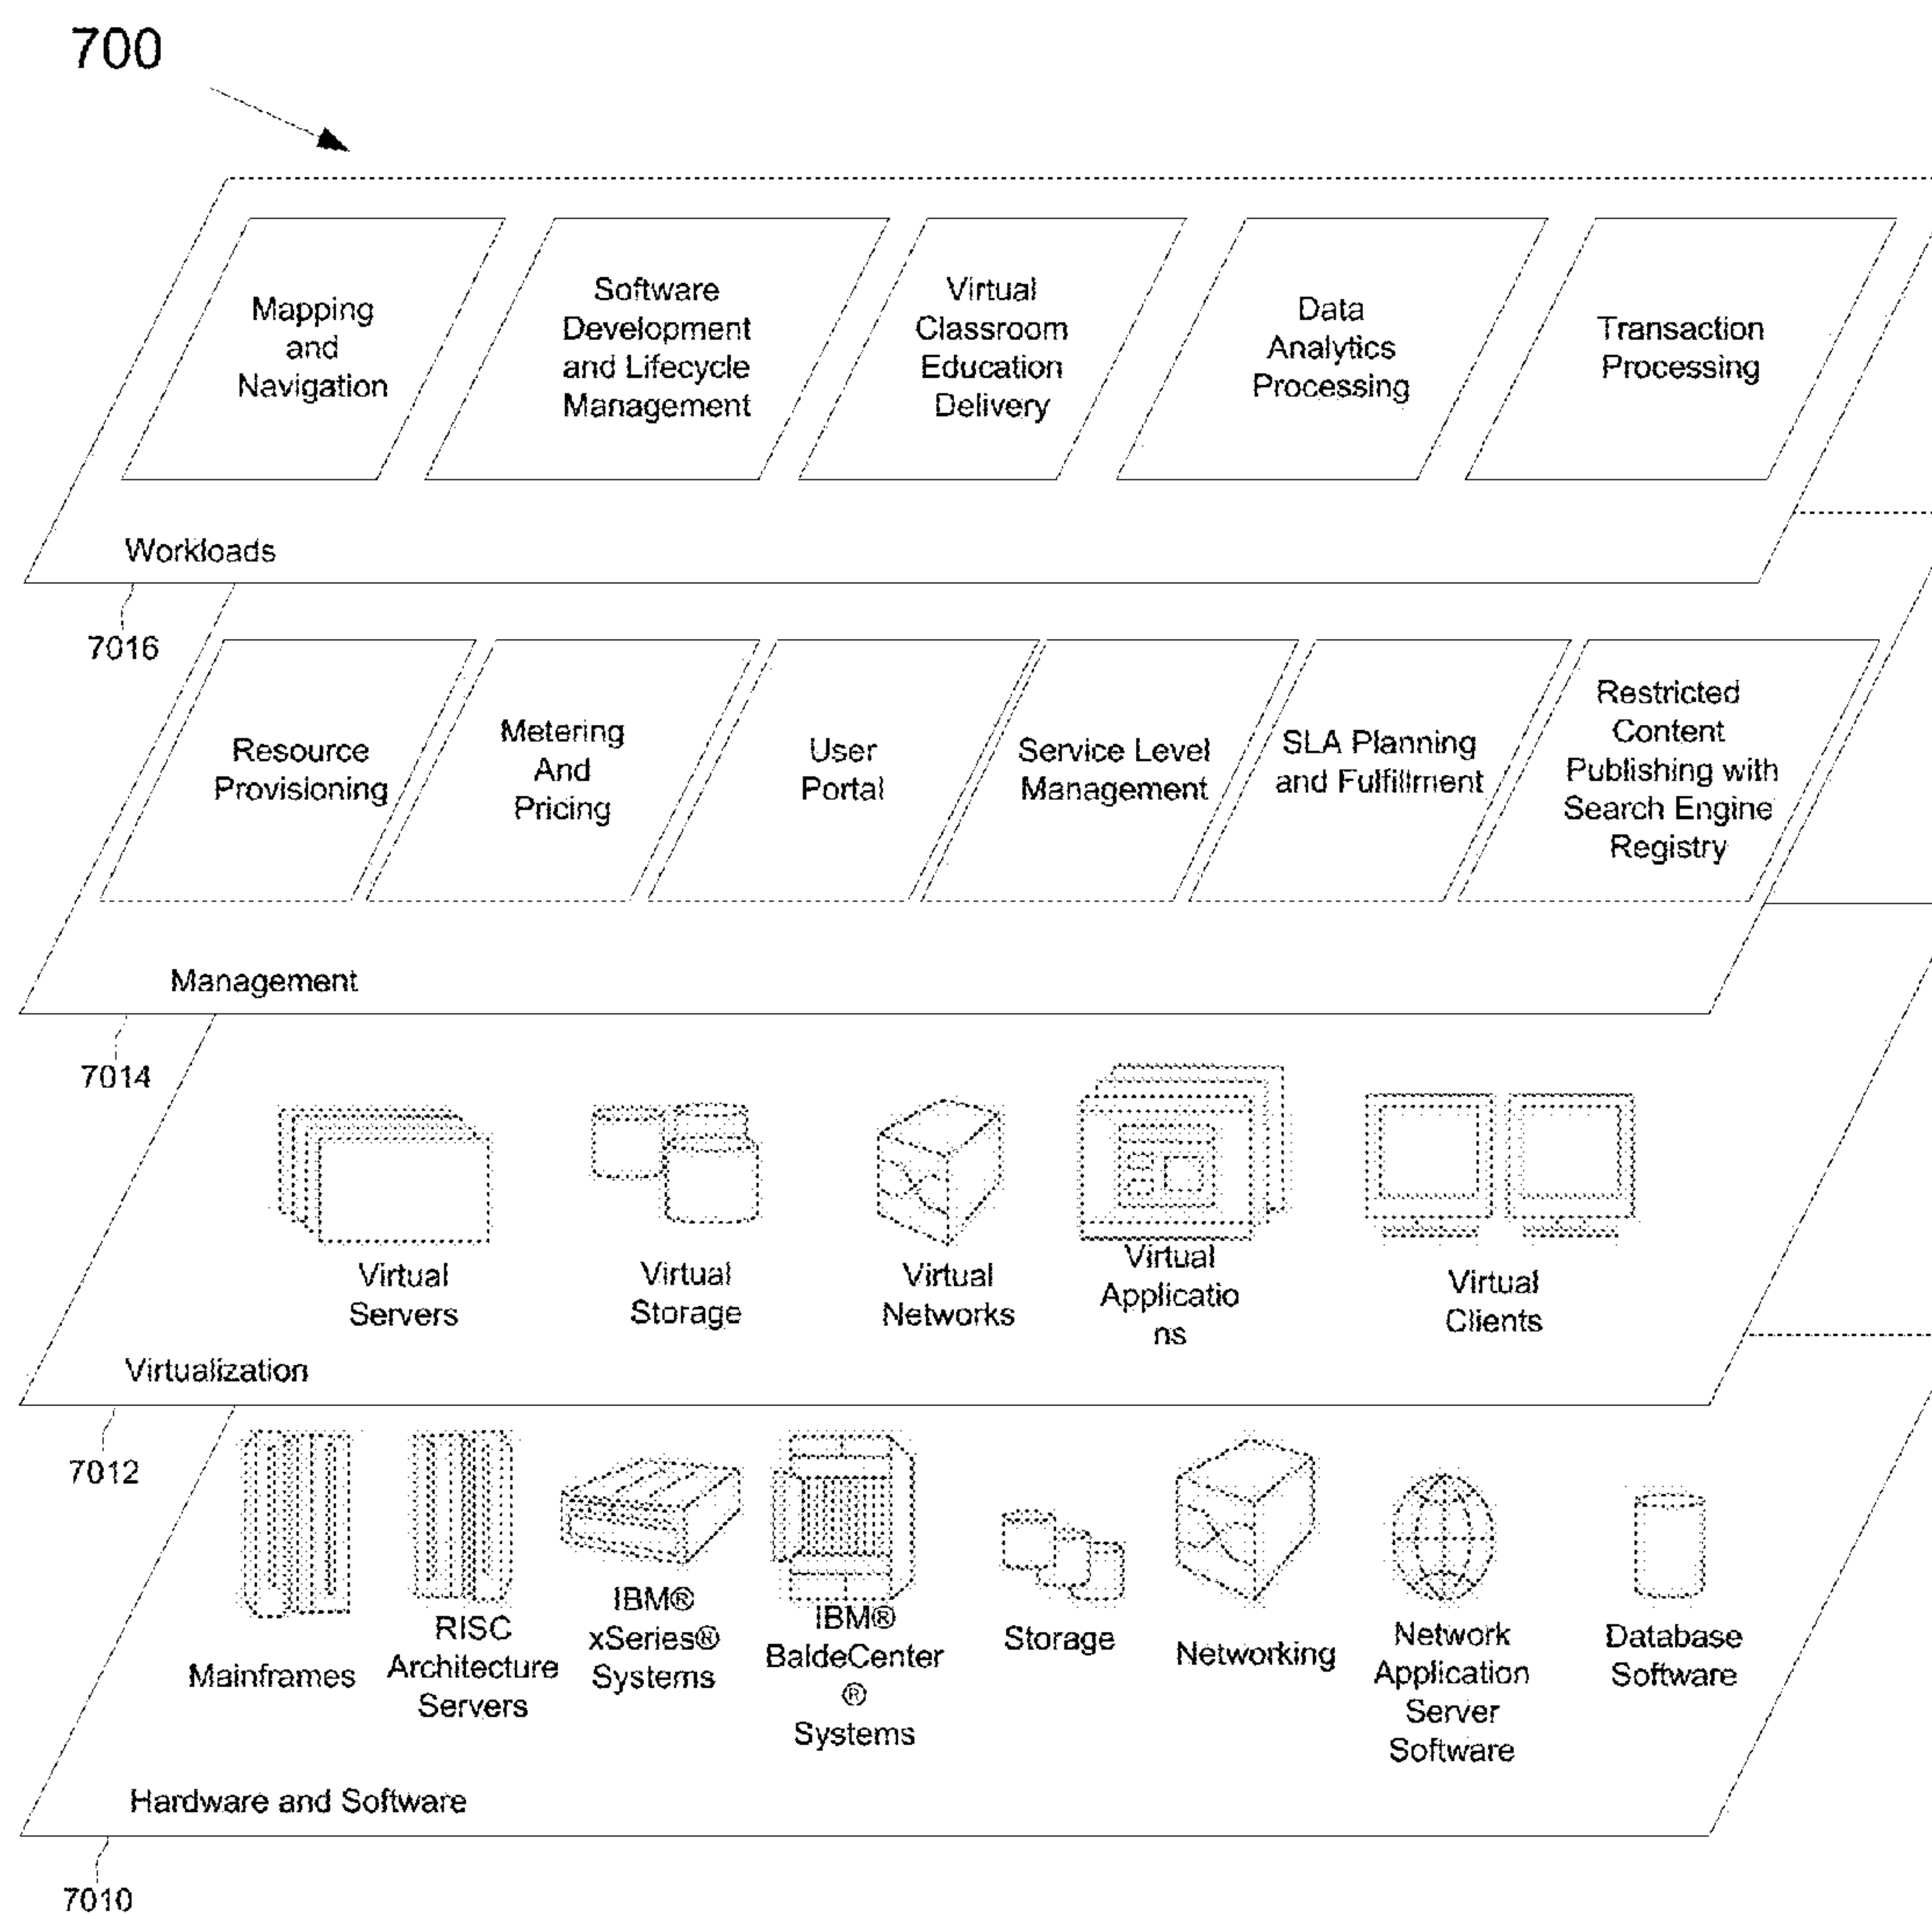 700
Mapping
and
Navigation
Software
Development
and Lifecycle
Management
Virtual
Classroom
Education
Delivery
Data
Analytics
Processing
Transaction
Processing
Workloads
7016
Resource
Provisioning
Metering
And
Pricing
User
Portal
Service Level
Management
SLA Planning
and Fulfillment
Restricted
Content
Publishing with
Search Engine
Registry
Management
7014
Virtual
Servers
Virtual
Storage
Virtual
Networks
Virtual
Applicatio
ns
Virtual
Clients
Virtualization
7012
Mainframes
RISC
Architecture
Servers
IBM®
xSeries®
Systems
IBM®
BaldeCenter
®
Systems
Storage
Networking
Network
Application
Server
Software
Database
Software
Hardware and Software
7010